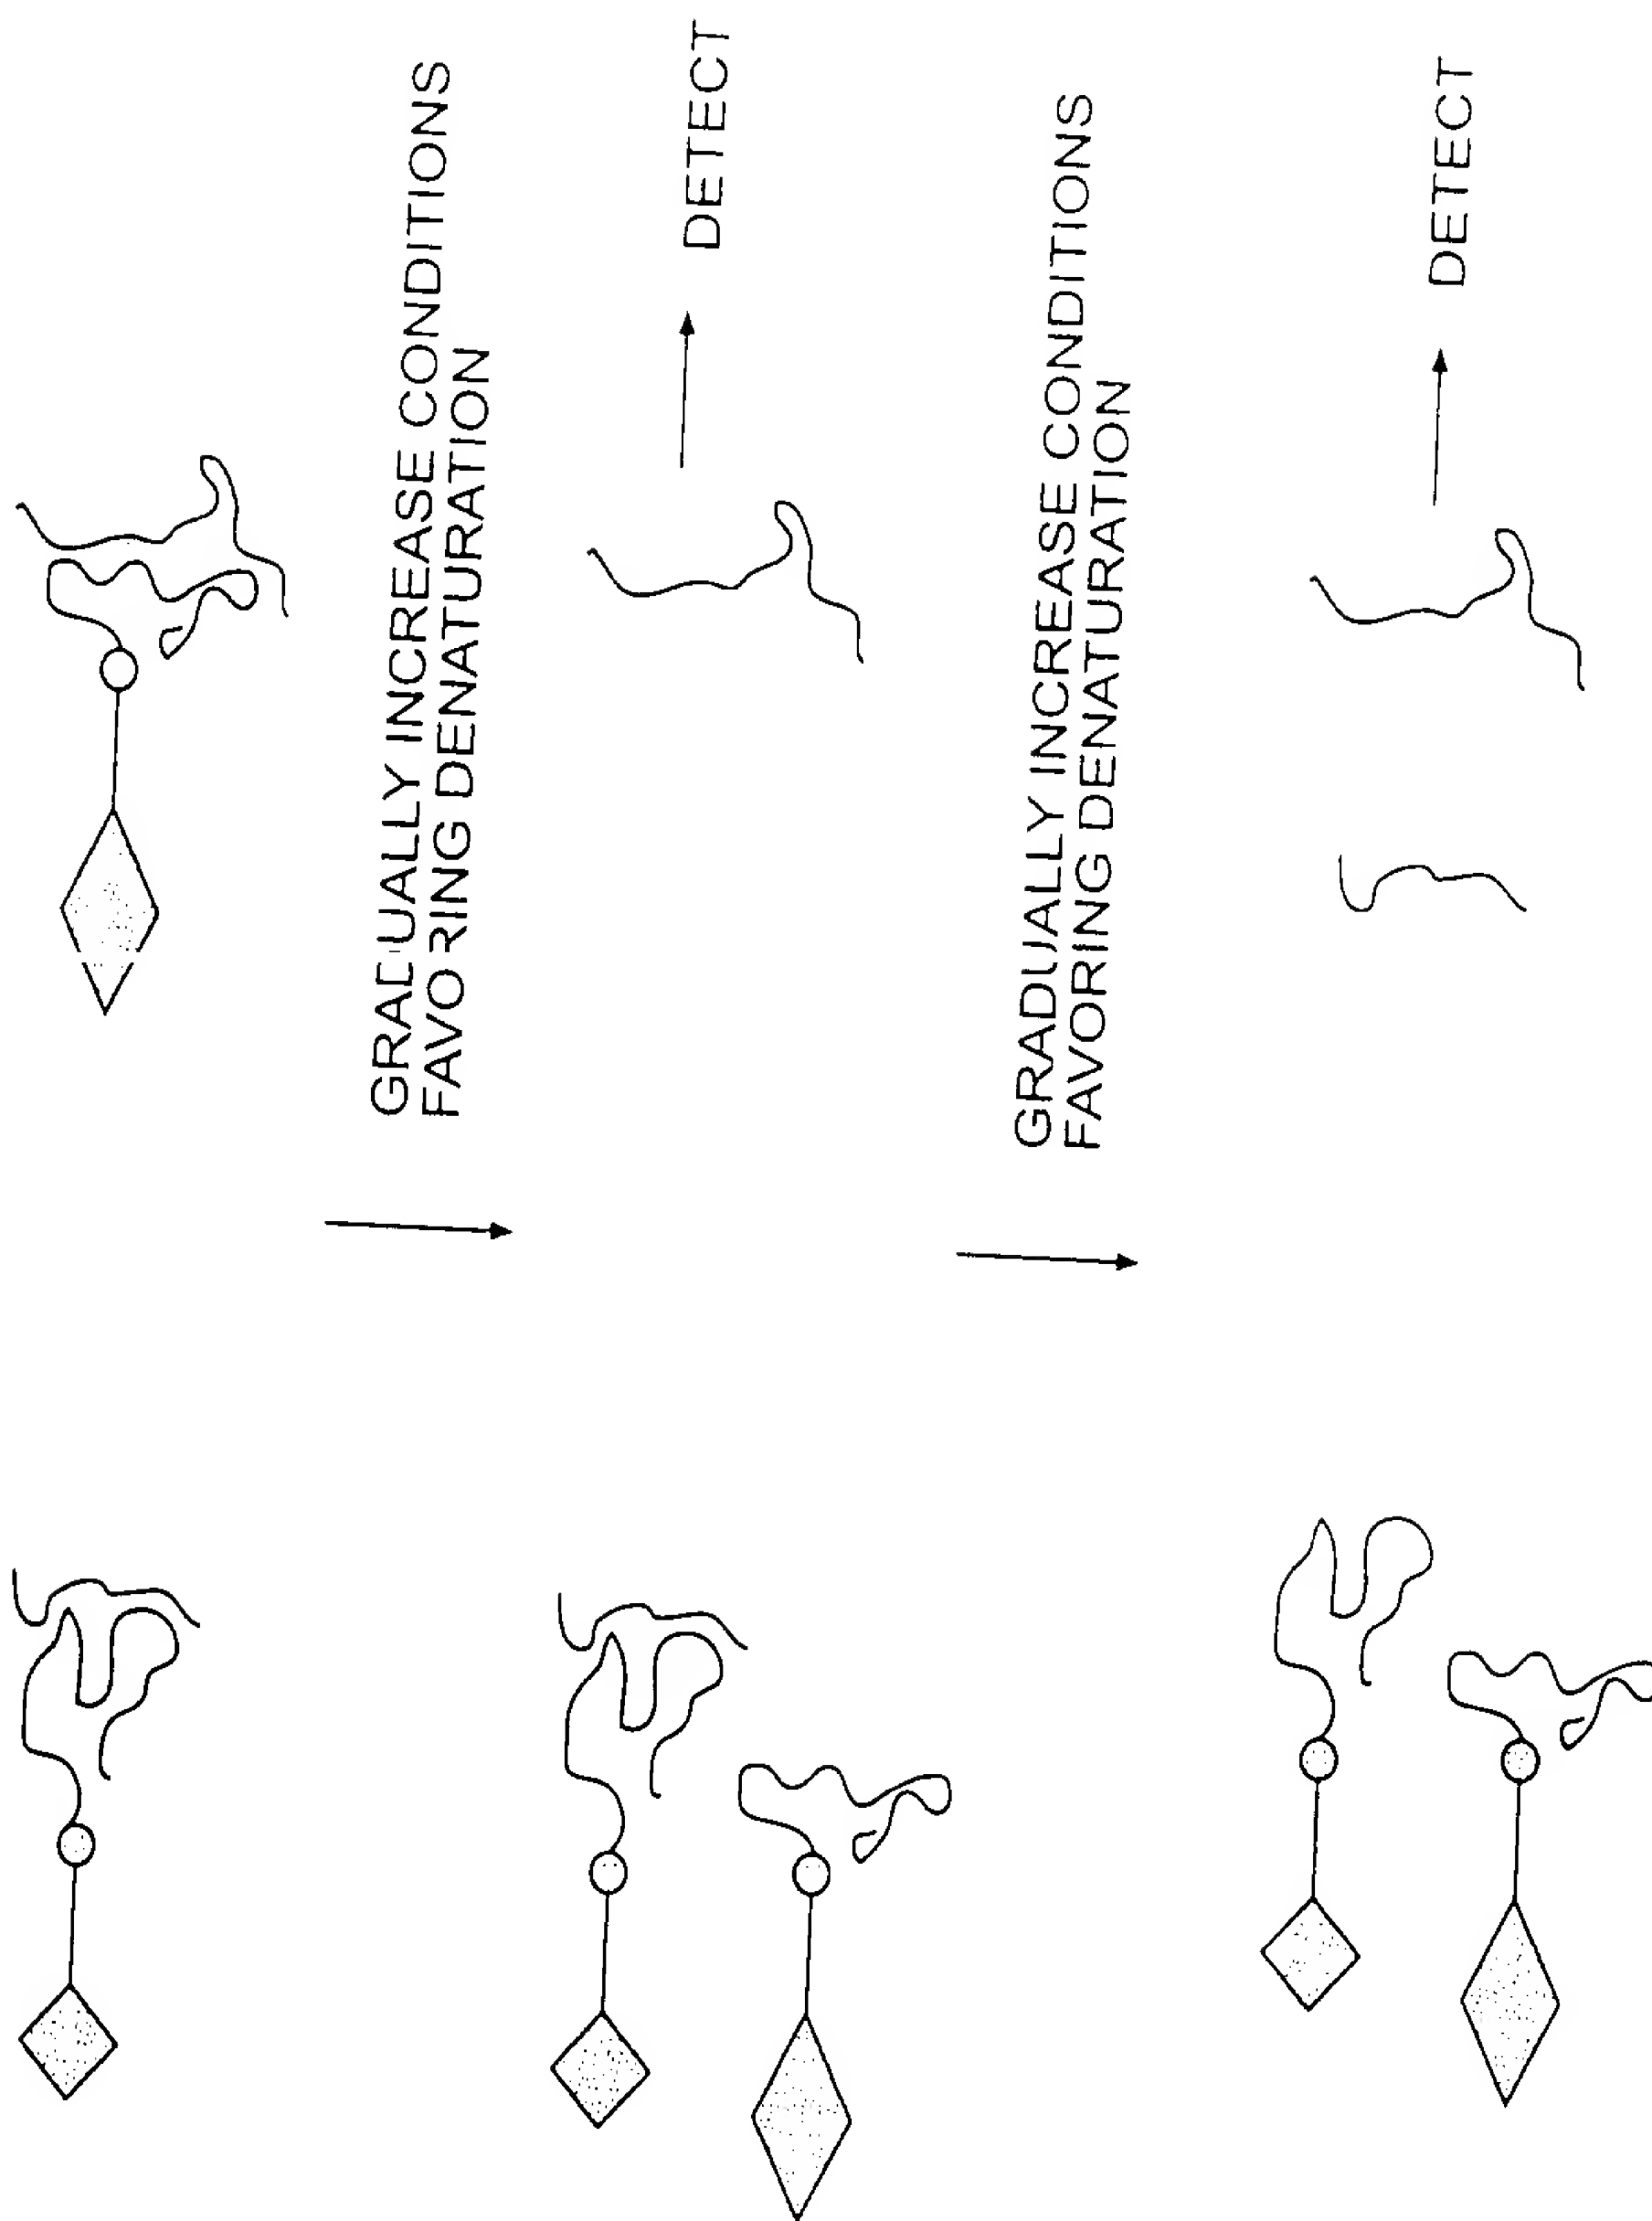 GRADUALLY INCREASE CONDITIONS
FAVORING DENATURATION
DETECT
GRADUALLY INCREASE CONDITIONS
FAVORING DENATURATION
DETECT